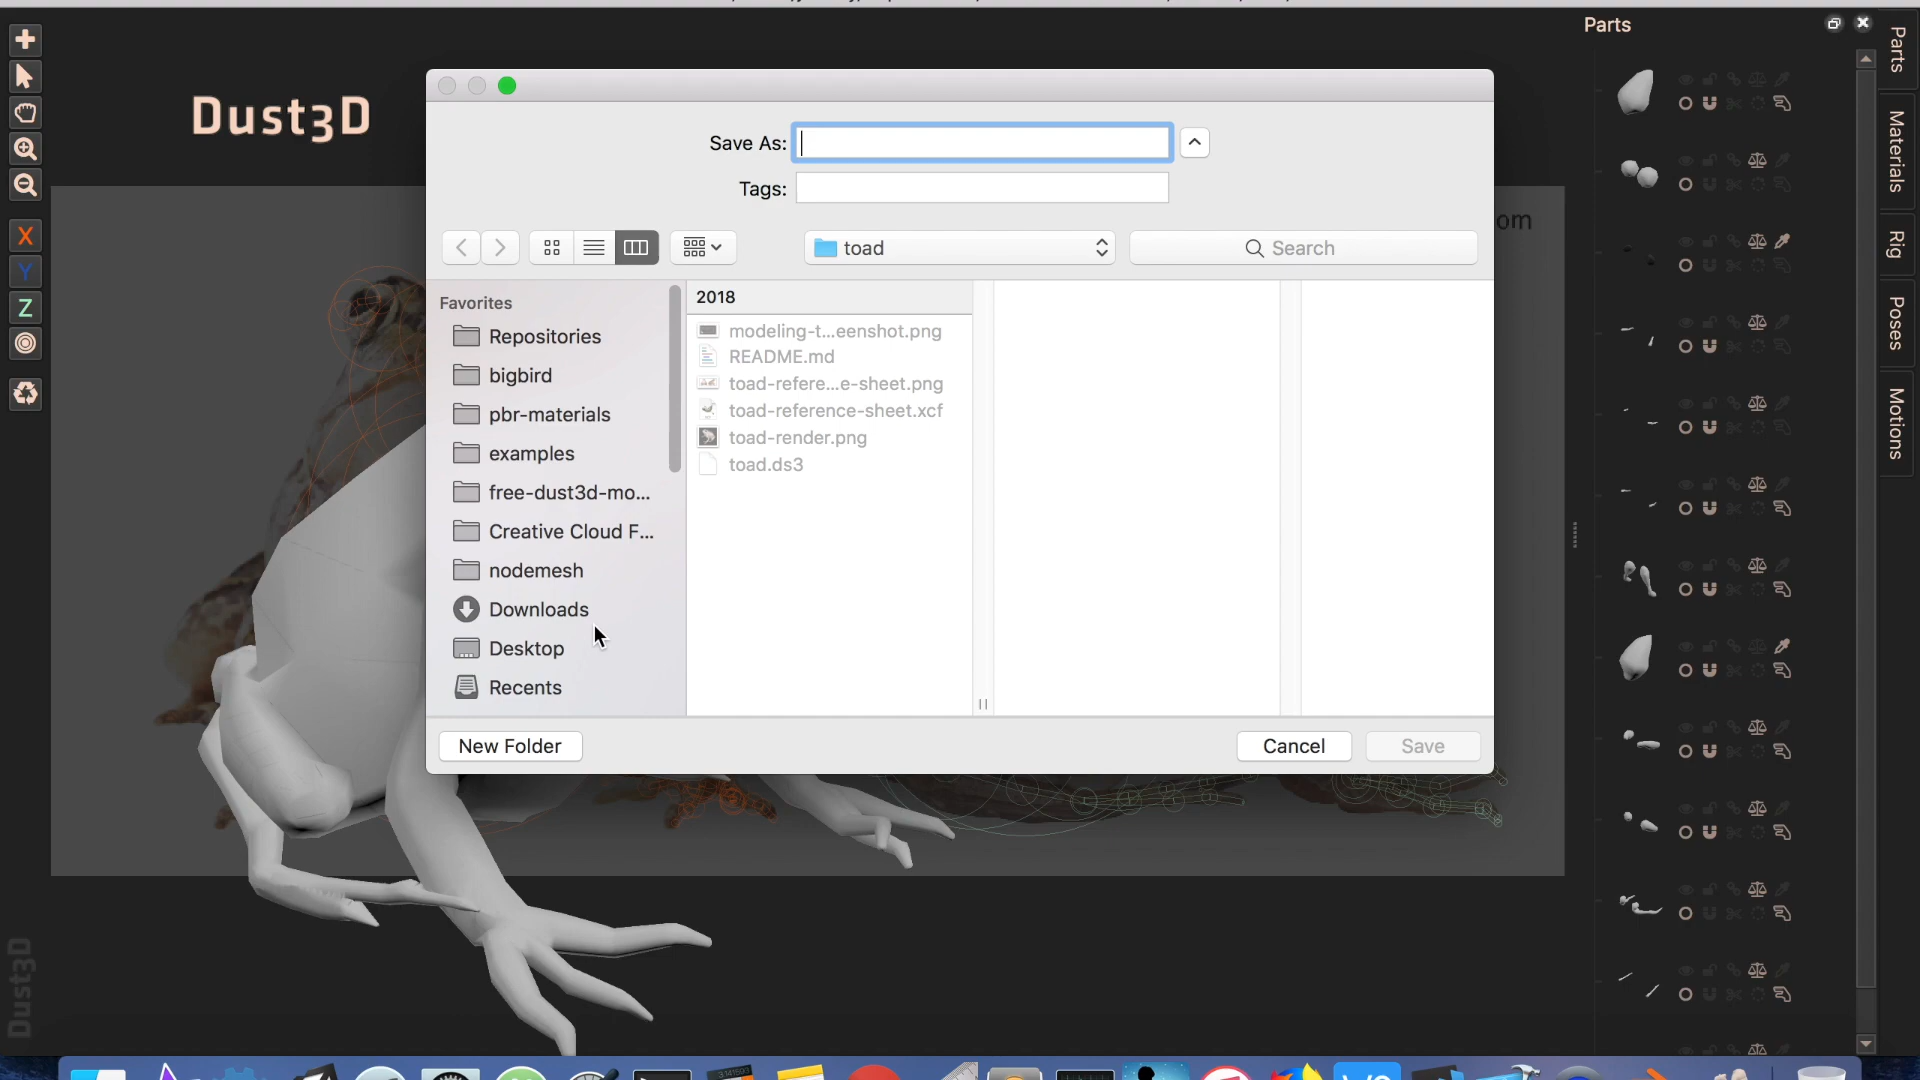 Parts
Dust3D
Save As:
Tags:
toad
Search
om
Favorites
Repositories
bigbird
pbr-materials
examples
free-dust3d-mo...
Creative Cloud F...
nodemesh
Downloads
Desktop
Recents
2018
modeling-t...eenshot.png
README.md
toad-refere...e-sheet.png
toad-reference-sheet.xcf
toad-render.png
toad.ds3
New Folder
Cancel
Save
X
Y
Z
Parts
Materials
Rig
Poses
Motions
Dust3D